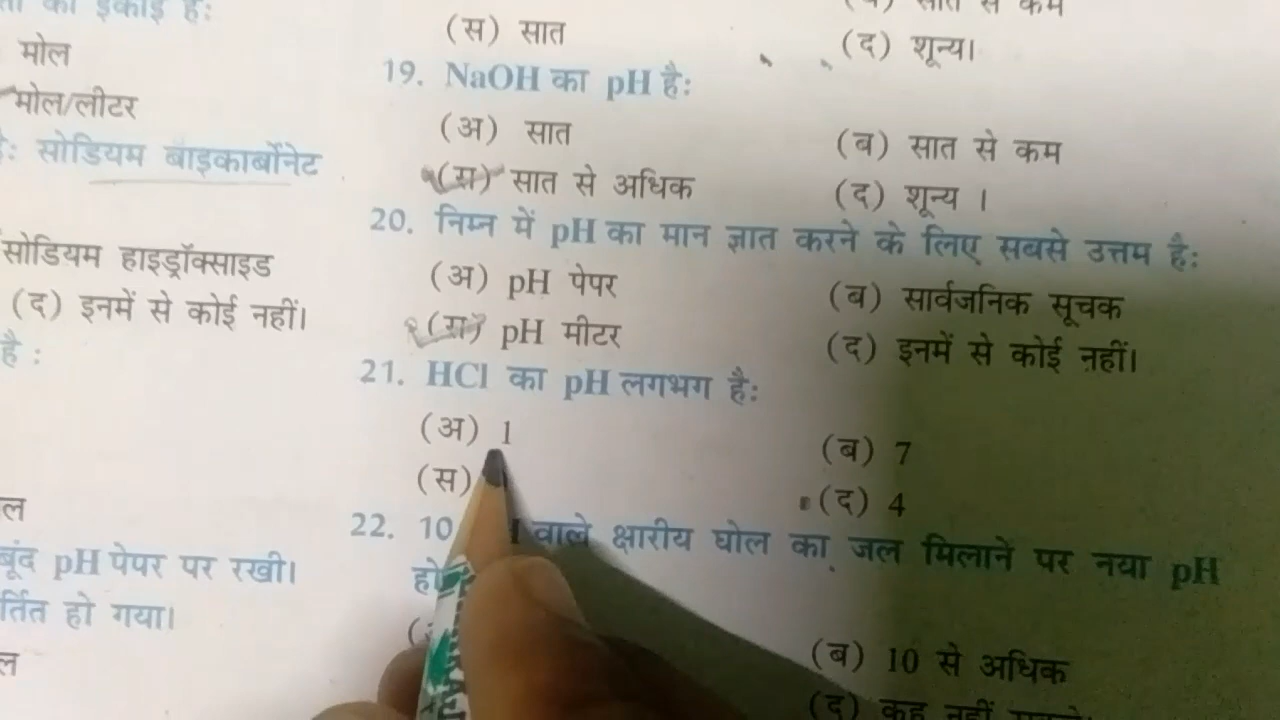 मोल
मोल/लीटर
सोडियम बाइकार्बोनेट
सोडियम हाइड्रॉक्साइड
(द) इनमें से कोई नहीं।
है :
बूंद pH पेपर पर रखी।
हो गया।
(स) सात
(द) शून्य।
19. NaOH का pH है:
(अ) सात
(ब) सात से कम
(स) सात से अधिक
(द) शून्य ।
20. निम्न में pH का मान ज्ञात करने के लिए सबसे उत्तम है:
(अ) pH पेपर
(ब) सार्वजनिक सूचक
(स) pH मीटर
(द) इनमें से कोई नहीं।
21. HCl का pH लगभग है:
(अ) 1
(ब) 7
(स)
(द) 4
22. 10 वाले क्षारीय घोल का जल मिलाने पर नया pH
(ब) 10 से अधिक
(द)